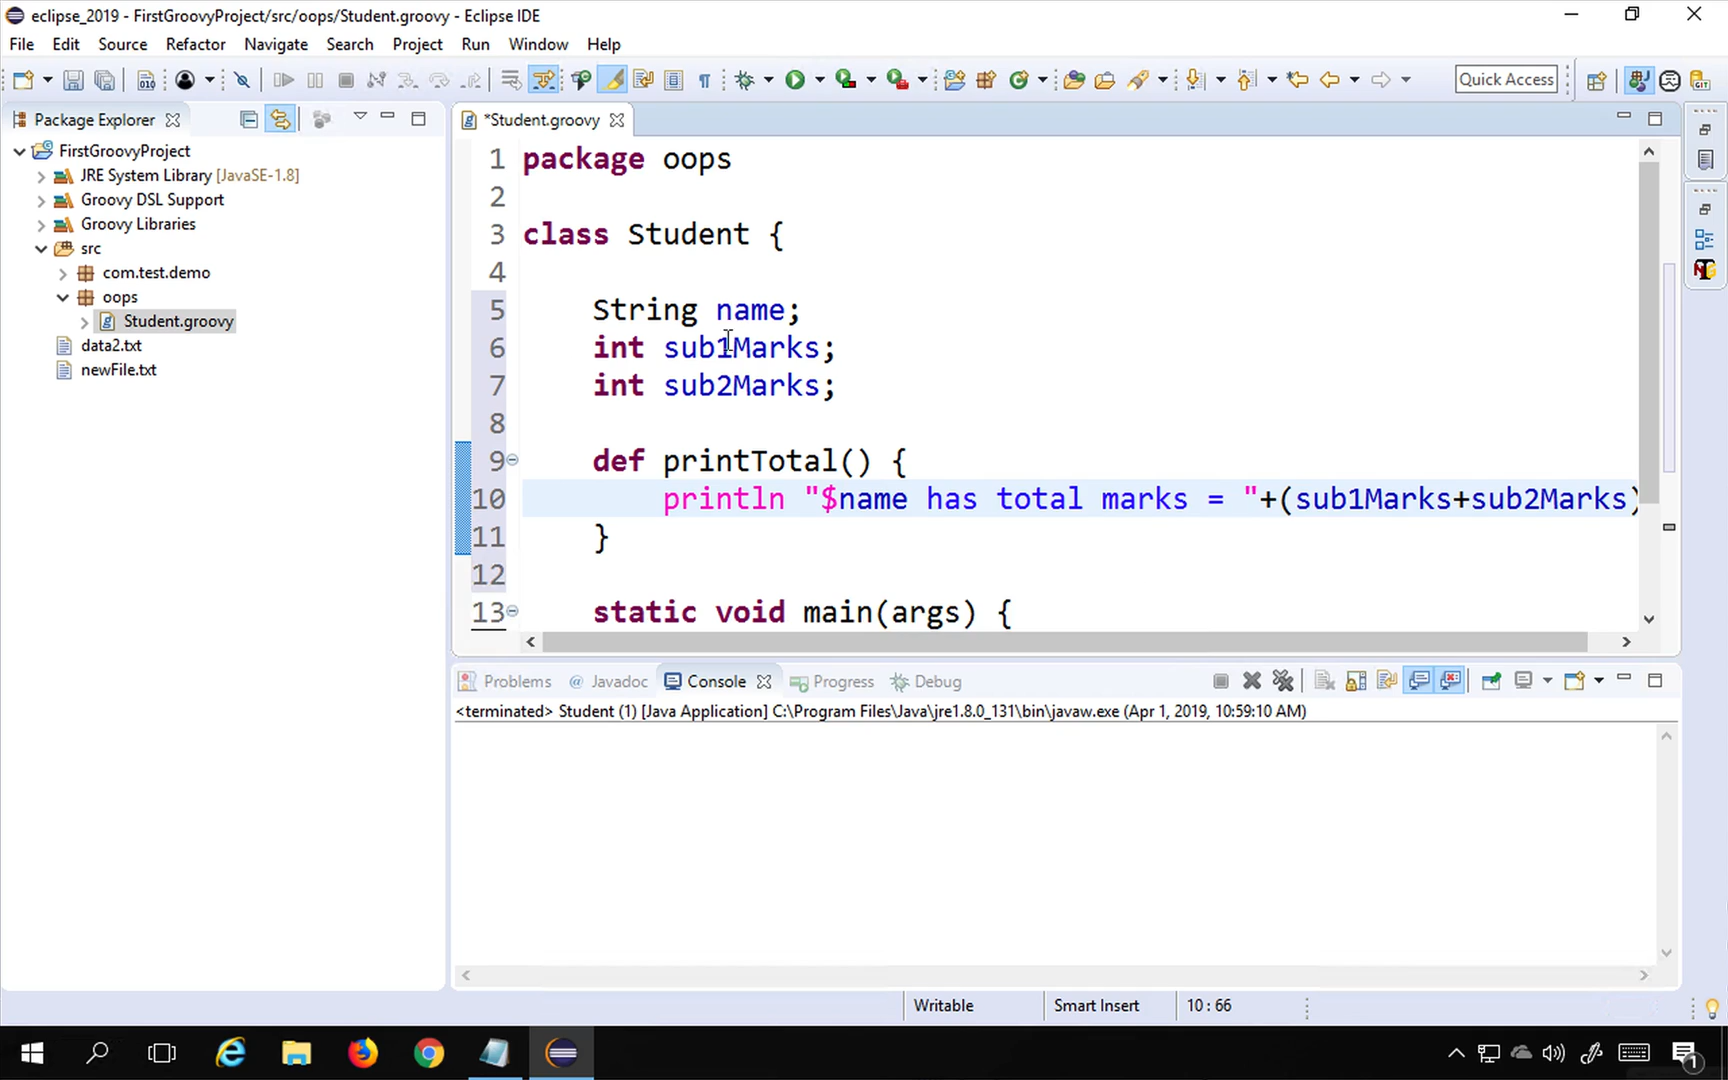 eclipse_2019 - FirstGroovyProject/src/oops/Student.groovy - Eclipse IDE
File Edit Source Refactor Navigate Search Project Run Window Help
Quick Access
Package Explorer
*Student.groovy
FirstGroovyProject
JRE System Library [JavaSE-1.8]
Groovy DSL Support
Groovy Libraries
src
com.test.demo
oops
Student.groovy
data2.txt
newFile.txt
1 package oops
2
3 class Student {
4
5 String name;
6 int sub1Marks;
7 int sub2Marks;
8
9 def printTotal() {
10 println "$name has total marks = "+(sub1Marks+sub2Marks)
11 }
12
13 static void main(args) {
Problems @ Javadoc Console Progress Debug
<terminated> Student (1) [Java Application] C:\Program Files\Java\jre1.8.0_131\bin\javaw.exe (Apr 1, 2019, 10:59:10 AM)
Writable Smart Insert 10 : 66
1